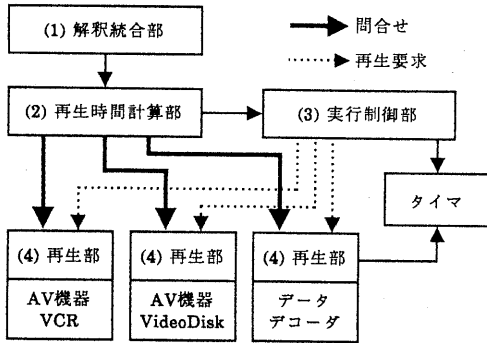 (1) 解釈統合部
問合せ
再生要求
(2) 再生時間計算部
(3) 実行制御部
タイマ
(4) 再生部
AV機器
VCR
(4) 再生部
AV機器
VideoDisk
(4) 再生部
データ
デコーダ